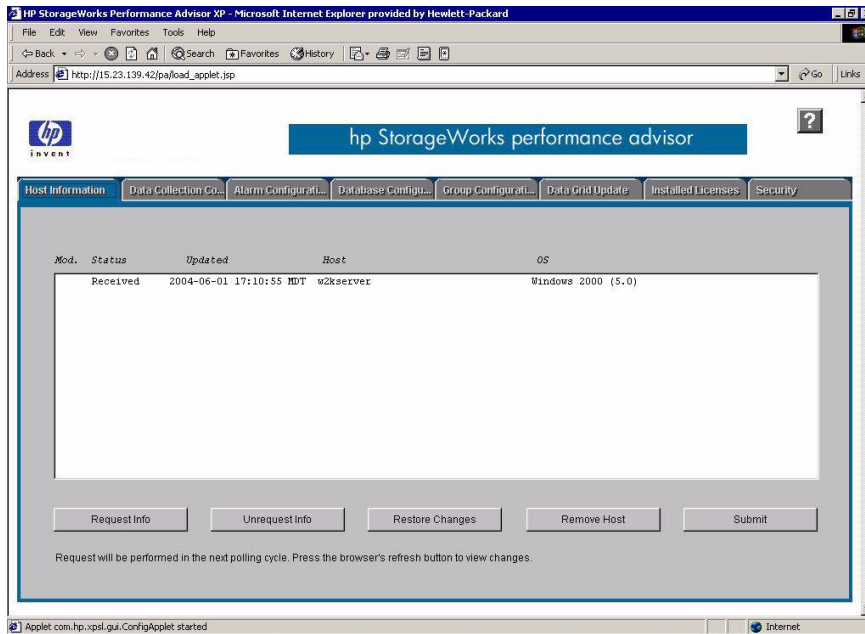 HP StorageWorks Performance Advisor XP - Microsoft Internet Explorer provided by Hewlett-Packard
File Edit View Favorites Tools Help
Back Search Favorites History
Address http://15.23.139.42/pa/load_applet.jsp Go Links
hp
invent
hp StorageWorks performance advisor
?
Host Information Data Collection Co... Alarm Configurati... Database Configu... Group Configurati... Data Grid Update Installed Licenses Security
Mod. Status Updated Host OS
Received 2004-06-01 17:10:55 MDT w2kserver Windows 2000 (5.0)
Request Info Unrequest Info Restore Changes Remove Host Submit
Request will be performed in the next polling cycle. Press the browser's refresh button to view changes.
Applet com.hp.xpsl.gui.ConfigApplet started Internet